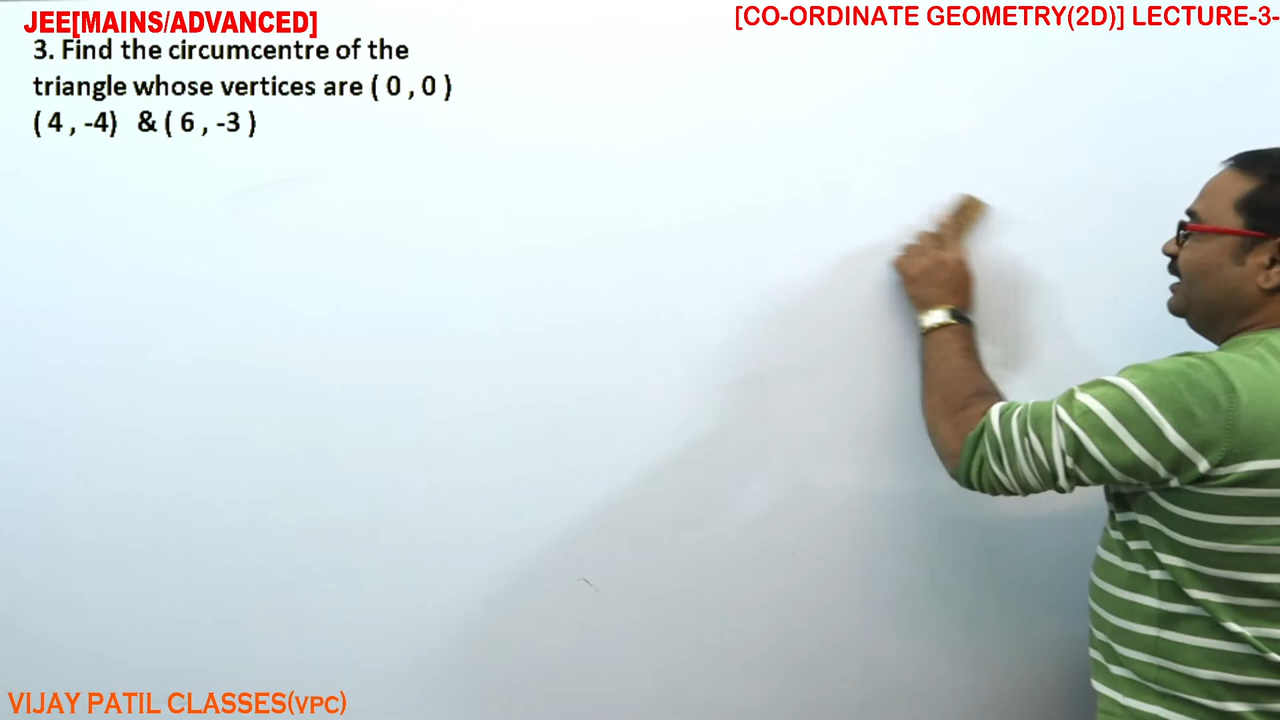 JEE[MAINS/ADVANCED]
[CO-ORDINATE GEOMETRY(2D)] LECTURE-3-
3. Find the circumcentre of the
triangle whose vertices are ( 0 , 0 )
( 4 , -4) & ( 6 , -3 )
VIJAY PATIL CLASSES(VPC)